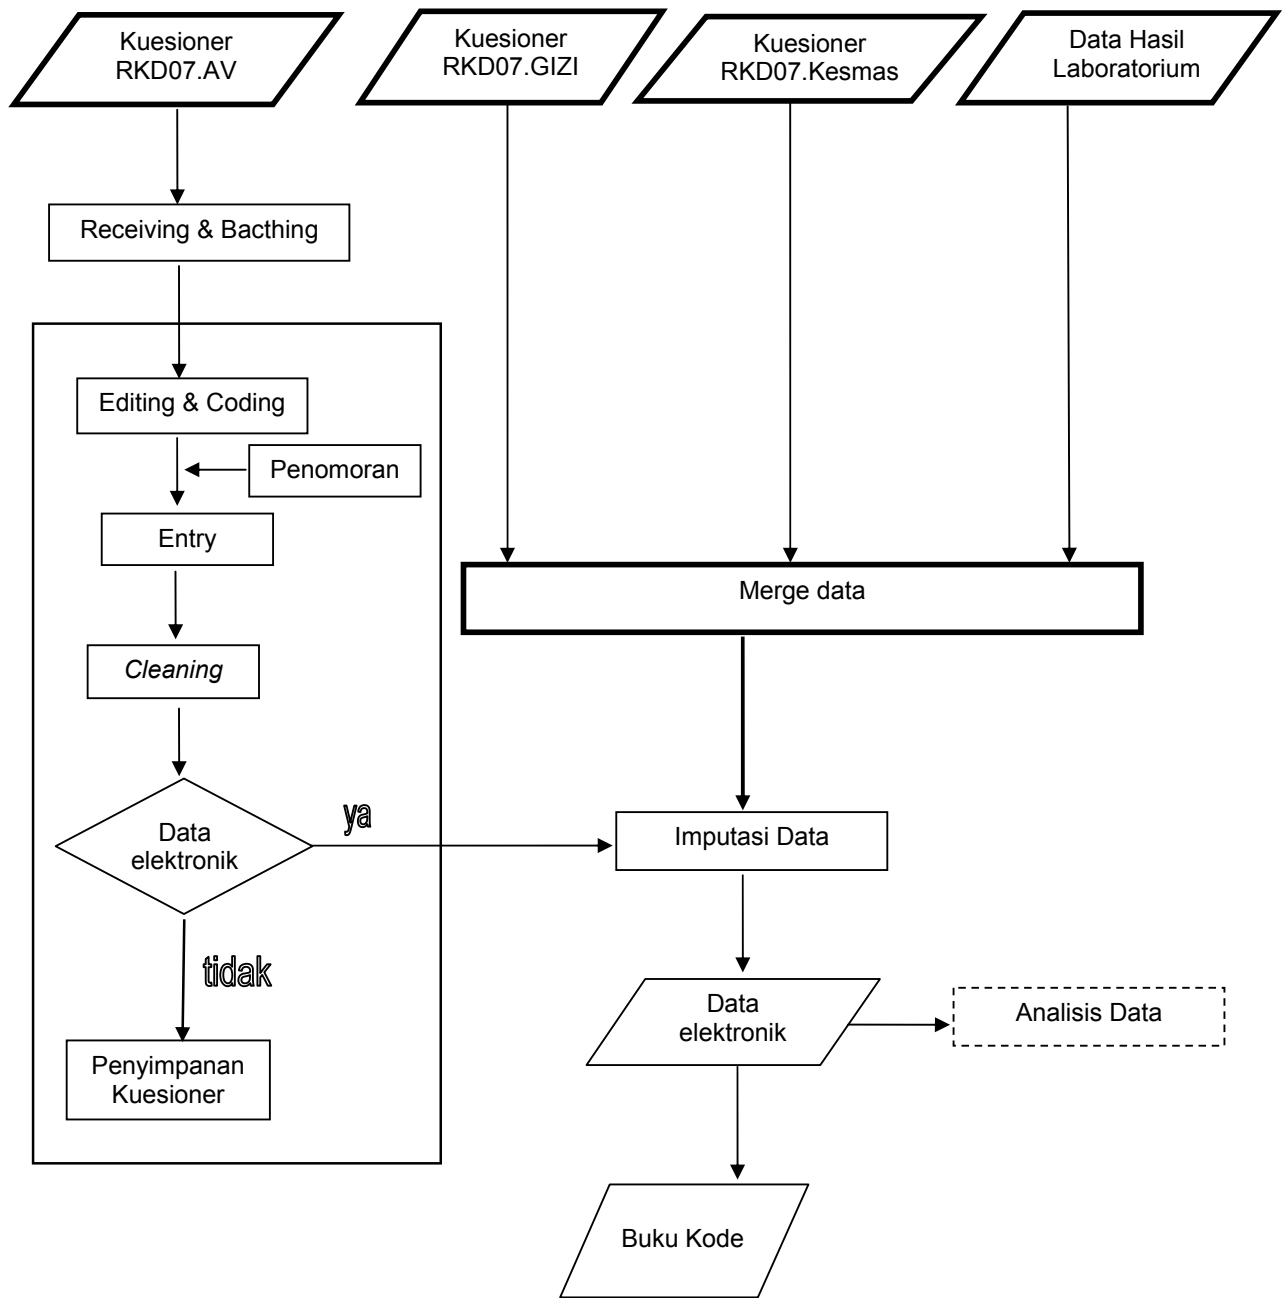 Kuesioner
RKD07.AV
Kuesioner
RKD07.GIZI
Kuesioner
RKD07.Kesmas
Data Hasil
Laboratorium
Receiving & Bacthing
Editing & Coding
Penomoran
Entry
Merge data
Cleaning
ya
Data
elektronik
Imputasi Data
tidak
Data
elektronik
Analisis Data
Penyimpanan
Kuesioner
Buku Kode